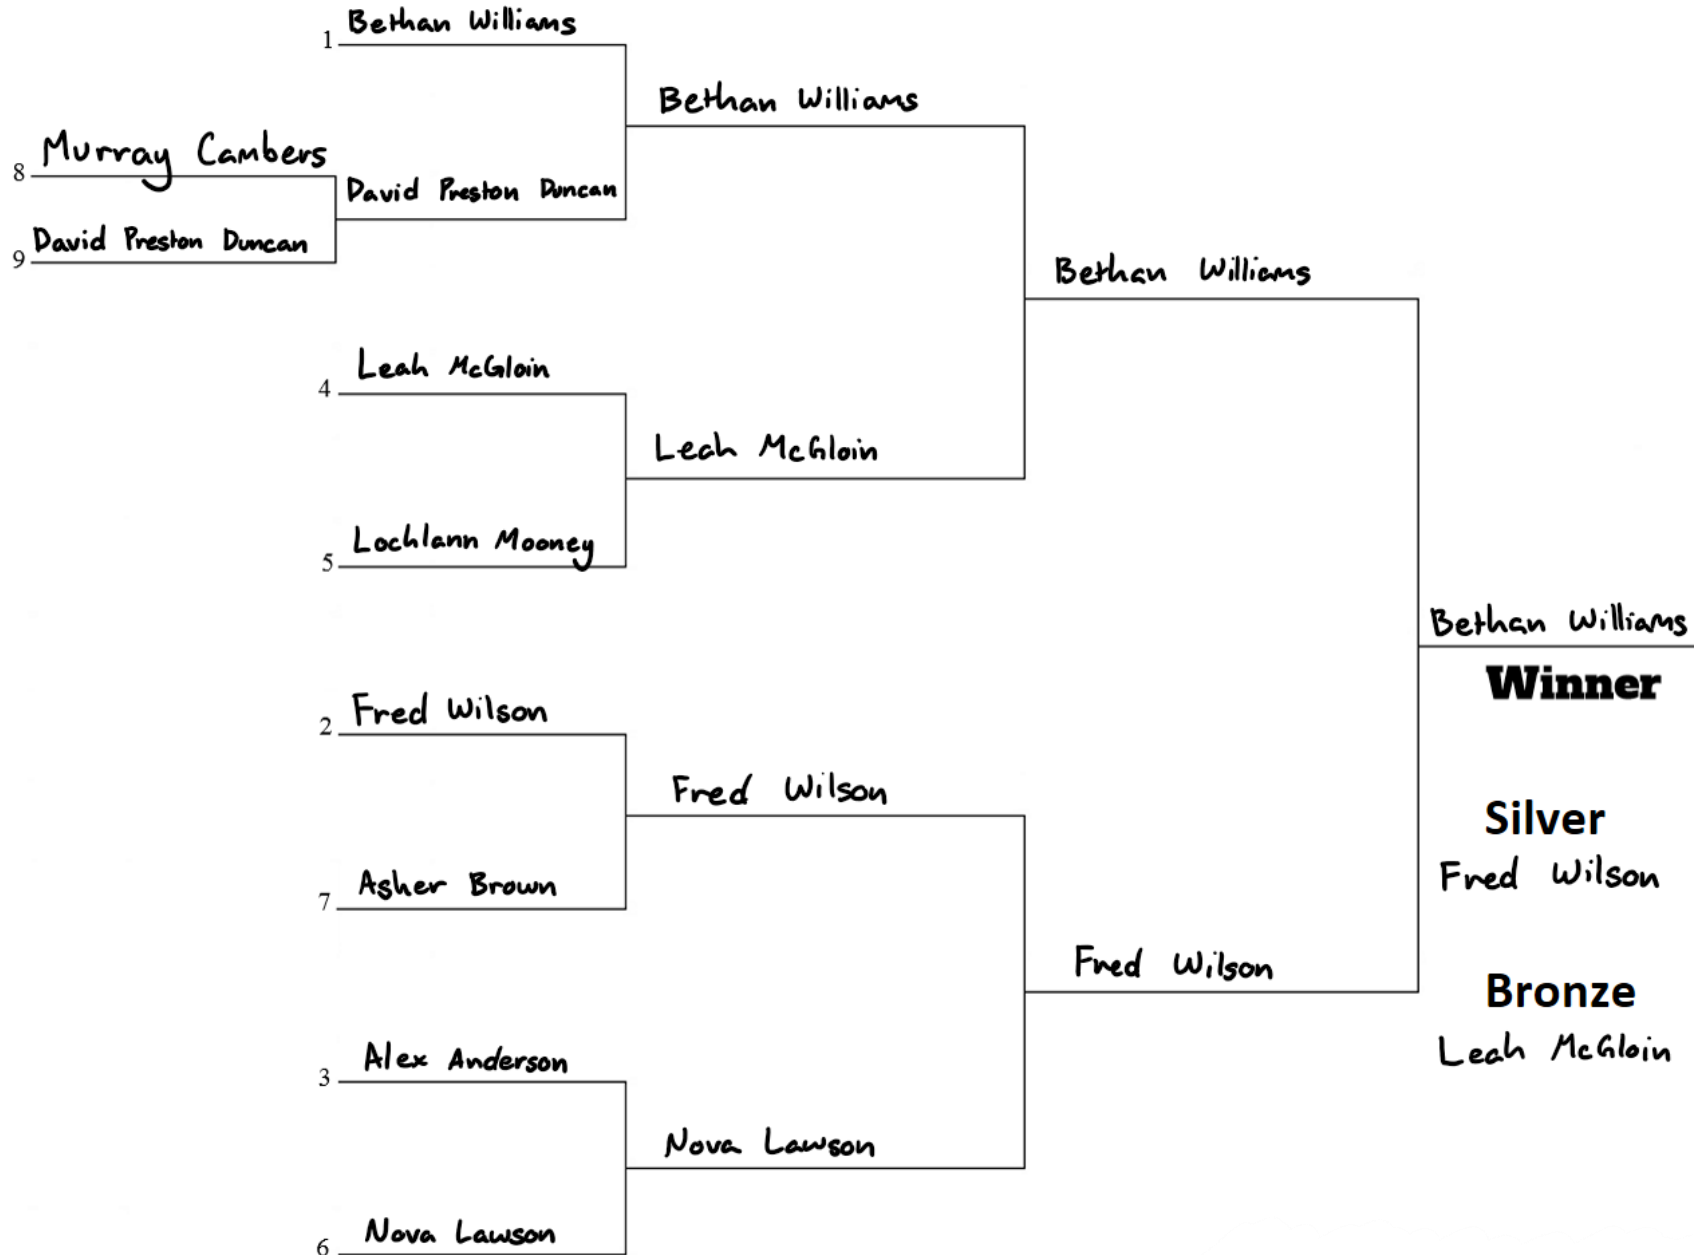 1 Bethan Williams
Bethan Williams
8 Murray Cambers
David Preston Duncan
9 David Preston Duncan
Bethan Williams
4 Leah McGloin
Leah McGloin
5 Lochlann Mooney
Bethan Williams
Winner
2 Fred Wilson
Fred Wilson
Silver
Fred Wilson
7 Asher Brown
Fred Wilson
Bronze
Leah McGloin
3 Alex Anderson
Nova Lawson
6 Nova Lawson